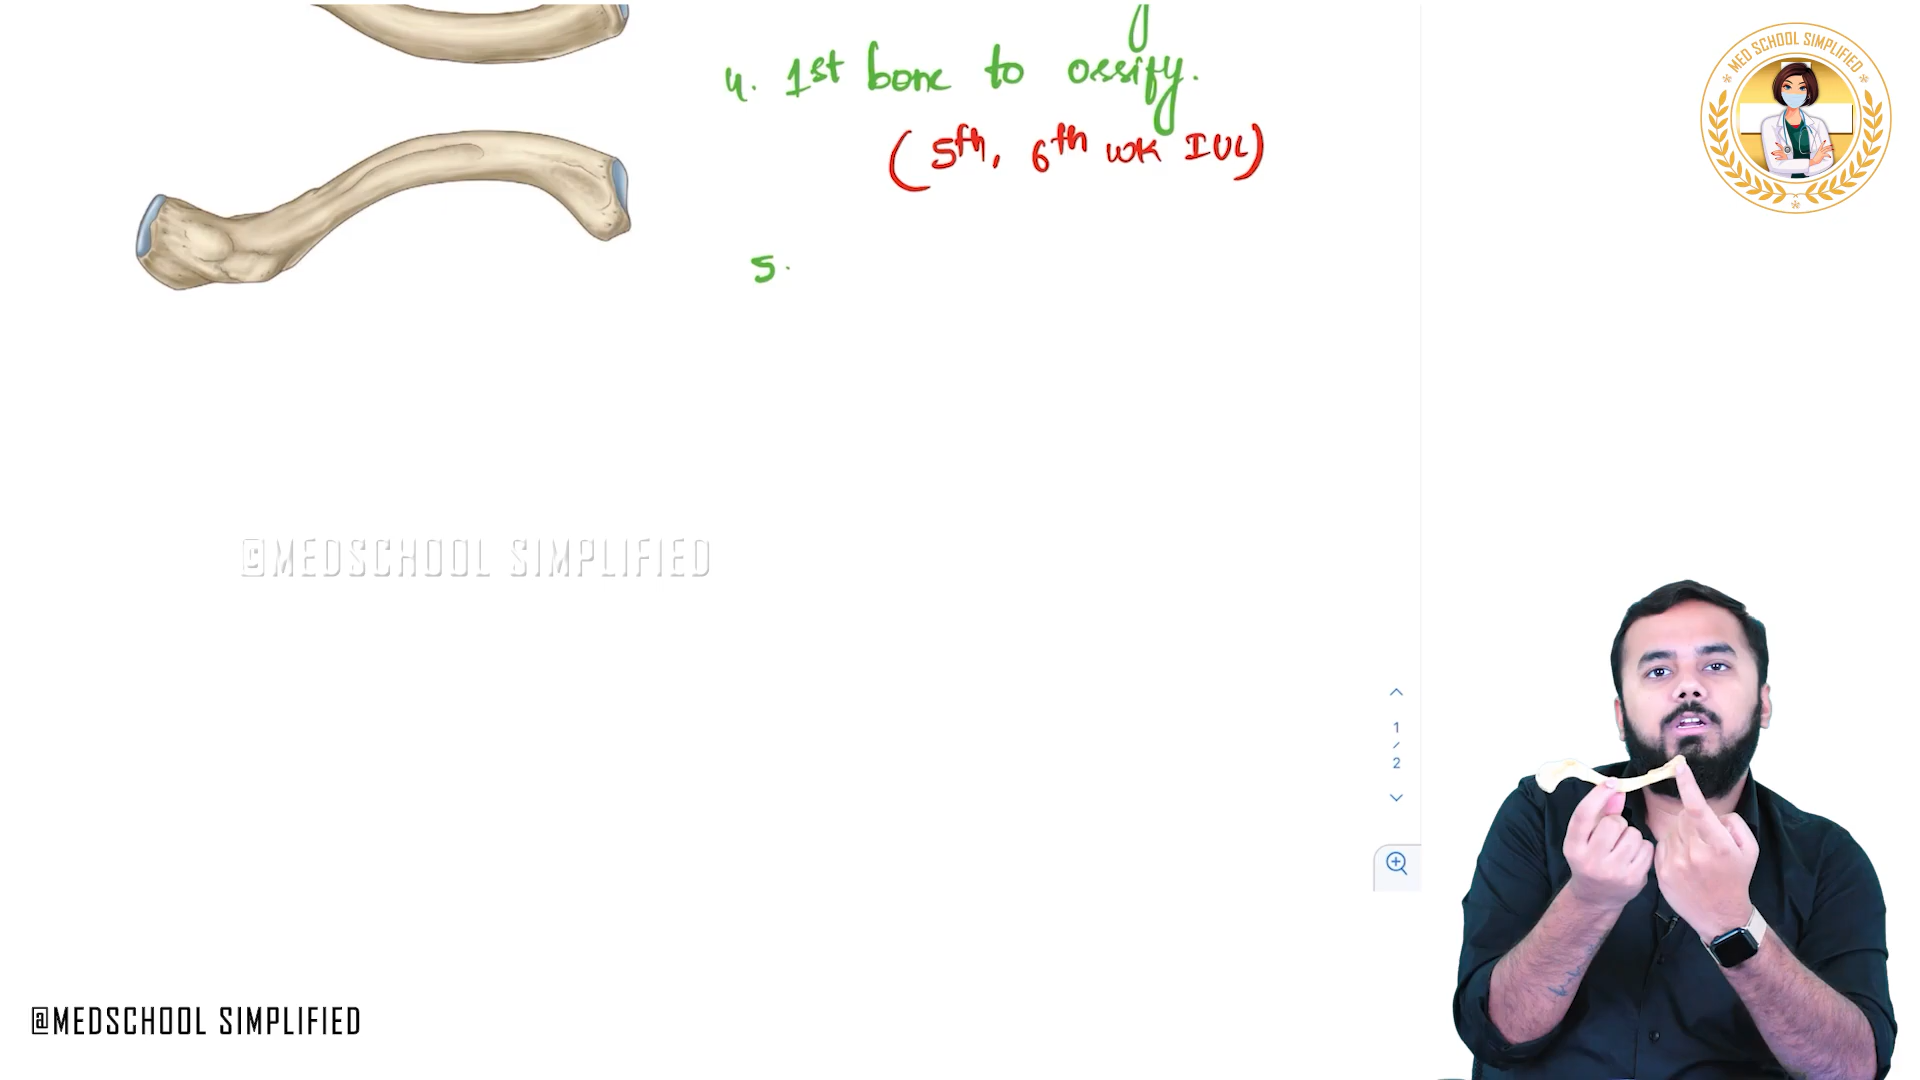 MED SCHOOL SIMPLIFIED
4. 1st bone to ossify.
(5th, 6th wk IUL)
5.
@MEDSCHOOL SIMPLIFIED
1
/
2
@MEDSCHOOL SIMPLIFIED